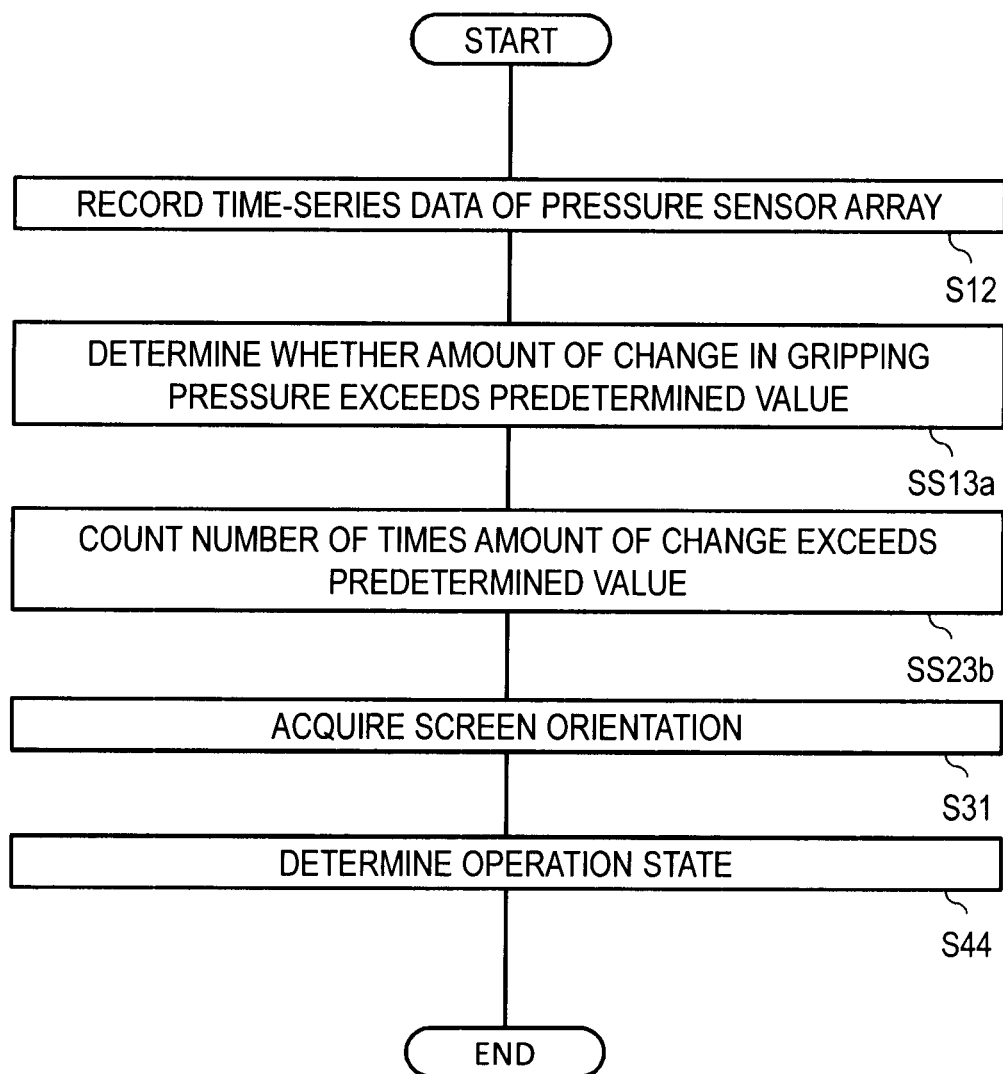 START
RECORD TIME-SERIES DATA OF PRESSURE SENSOR ARRAY
S12
DETERMINE WHETHER AMOUNT OF CHANGE IN GRIPPING
PRESSURE EXCEEDS PREDETERMINED VALUE
SS13a
COUNT NUMBER OF TIMES AMOUNT OF CHANGE EXCEEDS
PREDETERMINED VALUE
SS23b
ACQUIRE SCREEN ORIENTATION
S31
DETERMINE OPERATION STATE
S44
END